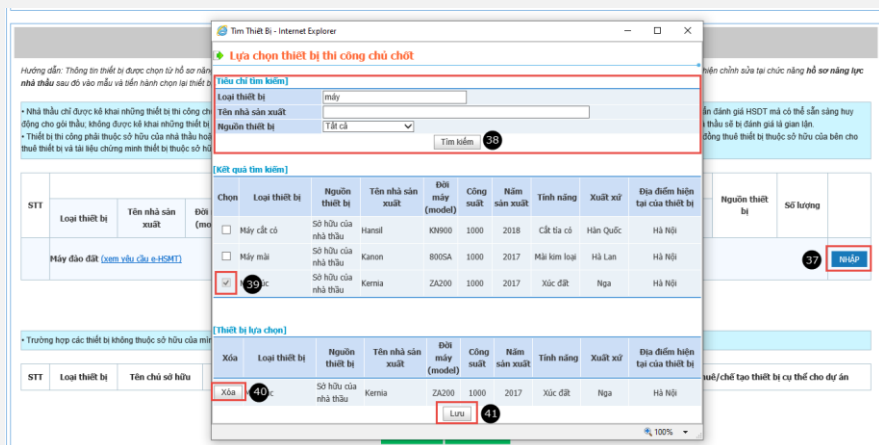 Tìm Thiết Bị - Internet Explorer
Lựa chọn thiết bị thi công chủ chốt
Hướng dẫn: Thông tin thiết bị được chọn từ hồ sơ năn
hiện chỉnh sửa tại chức năng hồ sơ năng lực
nhà thầu sau đó vào mẫu và tiến hành chọn lại thiết b
Tiêu chí tìm kiếm]
Loại thiết bị máy
Tên nhà sản xuất
Nguồn thiết bị Tất cả
Tìm kiếm 38
• Nhà thầu chỉ được kê khai những thiết bị thi công ch
ần đánh giá HSDT mà có thể sẵn sàng huy
động cho gói thầu; không được kê khai những thiết bị
thầu sẽ bị đánh giá là gian lận.
• Thiết bị thi công phải thuộc sở hữu của nhà thầu hoặ
đồng thuê thiết bị thuộc sở hữu của bên cho
thuê thiết bị và tài liệu chứng minh thiết bị thuộc sở hữ
[Kết quả tìm kiếm]
Chọn Loại thiết bị Nguồn thiết bị Tên nhà sản xuất Đời máy (model) Công suất Năm sản xuất Tính năng Xuất xứ Địa điểm hiện tại của thiết bị
Máy cắt cỏ Sở hữu của nhà thầu Hansil KN900 1000 2018 Cắt tỉa cỏ Hàn Quốc Hà Nội
Máy mài Sở hữu của nhà thầu Kanon 800SA 1000 2017 Mài kim loại Hà Lan Hà Nội
39 Sở hữu của nhà thầu Kernia ZA200 1000 2017 Xúc đất Nga Hà Nội
STT Loại thiết bị Tên nhà sản xuất Đời (mo
Nguồn thiết bị Số lượng
Máy đào đất (xem yêu cầu e-HSMT)
37 NHẬP
[Thiết bị lựa chọn]
Xóa Loại thiết bị Nguồn thiết bị Tên nhà sản xuất Đời máy (model) Công suất Năm sản xuất Tính năng Xuất xứ Địa điểm hiện tại của thiết bị
Xóa 40 Sở hữu của nhà thầu Kernia ZA200 1000 2017 Xúc đất Nga Hà Nội
Lưu 41
• Trường hợp các thiết bị không thuộc sở hữu của mìn
STT Loại thiết bị Tên chủ sở hữu
uê/chế tạo thiết bị cụ thể cho dự án
100%